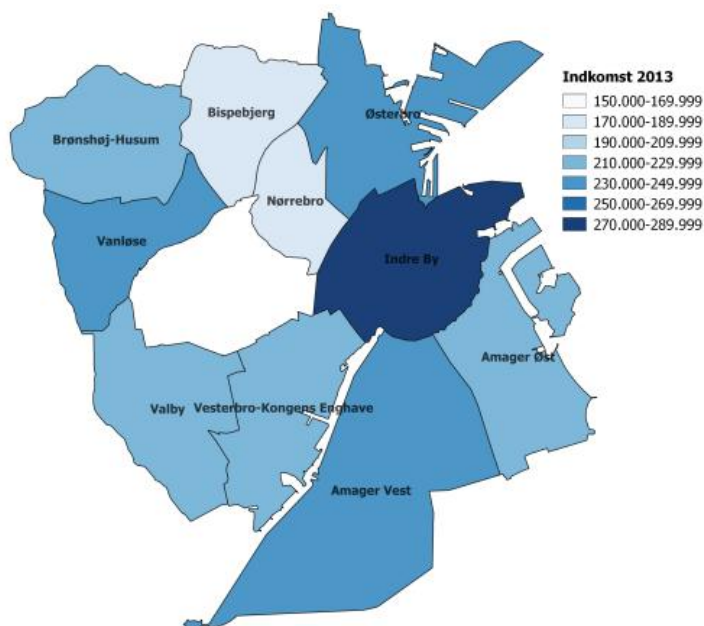 Indkomst 2013
150.000-169.999
170.000-189.999
190.000-209.999
210.000-229.999
230.000-249.999
250.000-269.999
270.000-289.999
Bispebjerg
Østerbro
Brønshøj-Husum
Nørrebro
Vanløse
Indre By
Amager Øst
Valby
Vesterbro-Kongens Enghave
Amager Vest